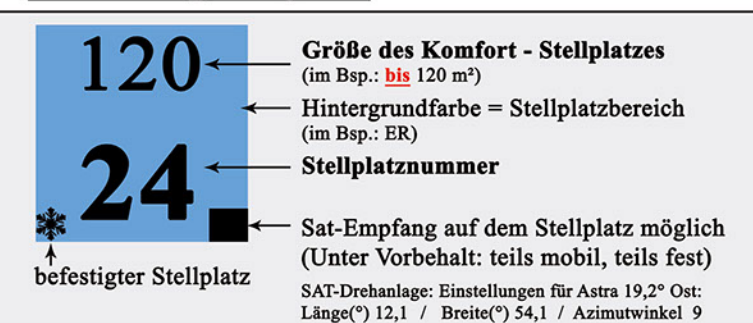 120
Größe des Komfort - Stellplatzes
(im Bsp.: bis 120 m²)
Hintergrundfarbe = Stellplatzbereich
(im Bsp.: ER)
24
Stellplatznummer
Sat-Empfang auf dem Stellplatz möglich
(Unter Vorbehalt: teils mobil, teils fest)
befestigter Stellplatz
SAT-Drehanlage: Einstellungen für Astra 19,2° Ost:
Länge(°) 12,1 / Breite(°) 54,1 / Azimutwinkel 9